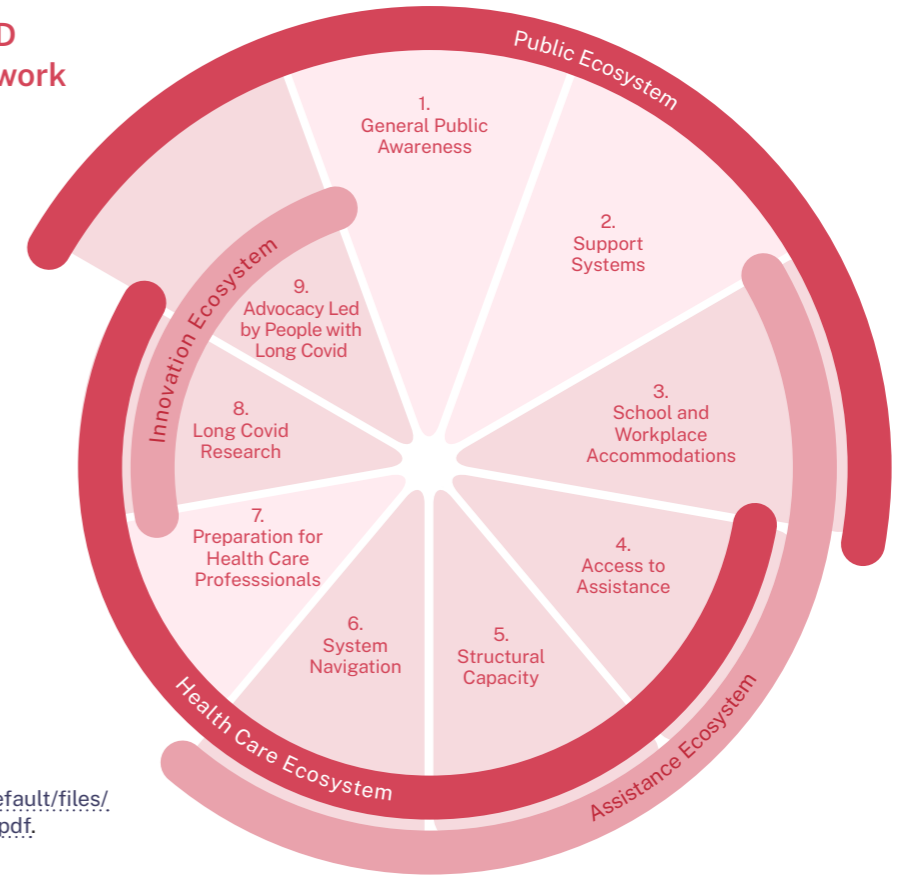 D
work
Public Ecosystem
1.
General Public
Awareness
2.
Support
Systems
3.
School and
Workplace
Accommodations
4.
Access to
Assistance
5.
Structural
Capacity
6.
System
Navigation
7.
Preparation for
Health Care
Professsionals
8.
Long Covid
Research
9.
Advocacy Led
by People with
Long Covid
Innovation Ecosystem
Health Care Ecosystem
Assistance Ecosystem
efault/files/
pdf.